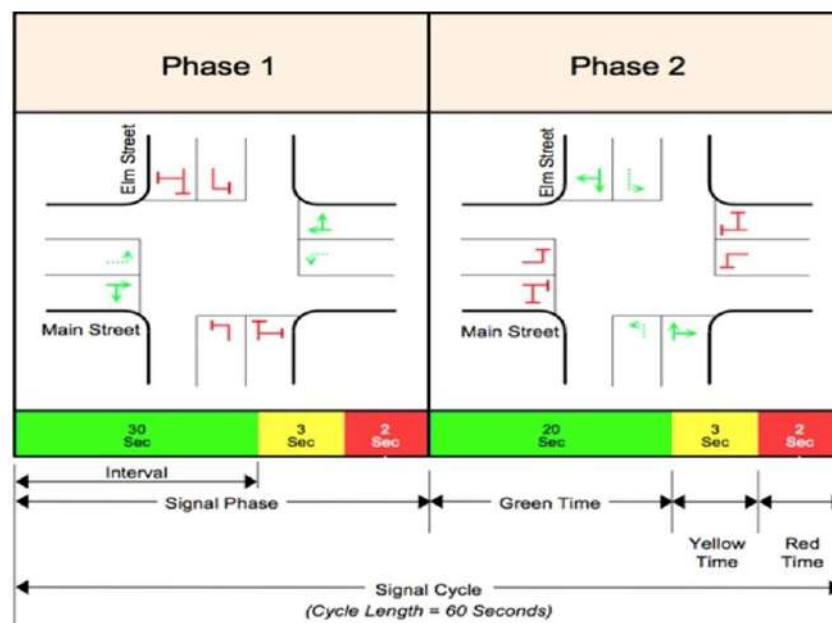 Phase 1
Phase 2
Elm Street
Main Street
Elm Street
Main Street
30
Sec
3
Sec
2
Sec
20
Sec
3
Sec
2
Sec
Interval
Signal Phase
Green Time
Yellow
Time
Red
Time
Signal Cycle
(Cycle Length = 60 Seconds)